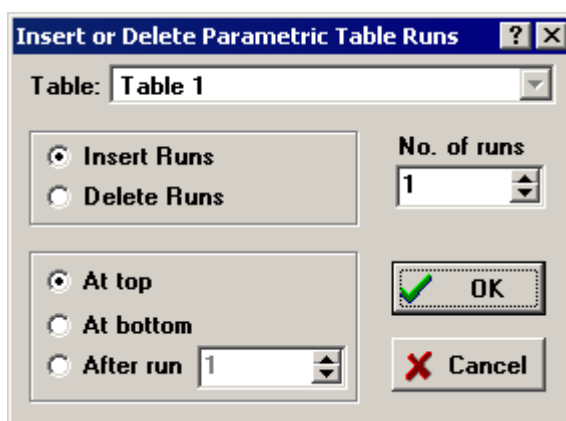 Insert or Delete Parametric Table Runs
Table: Table 1
Insert Runs
Delete Runs
No. of runs
1
At top
At bottom
After run 1
OK
Cancel